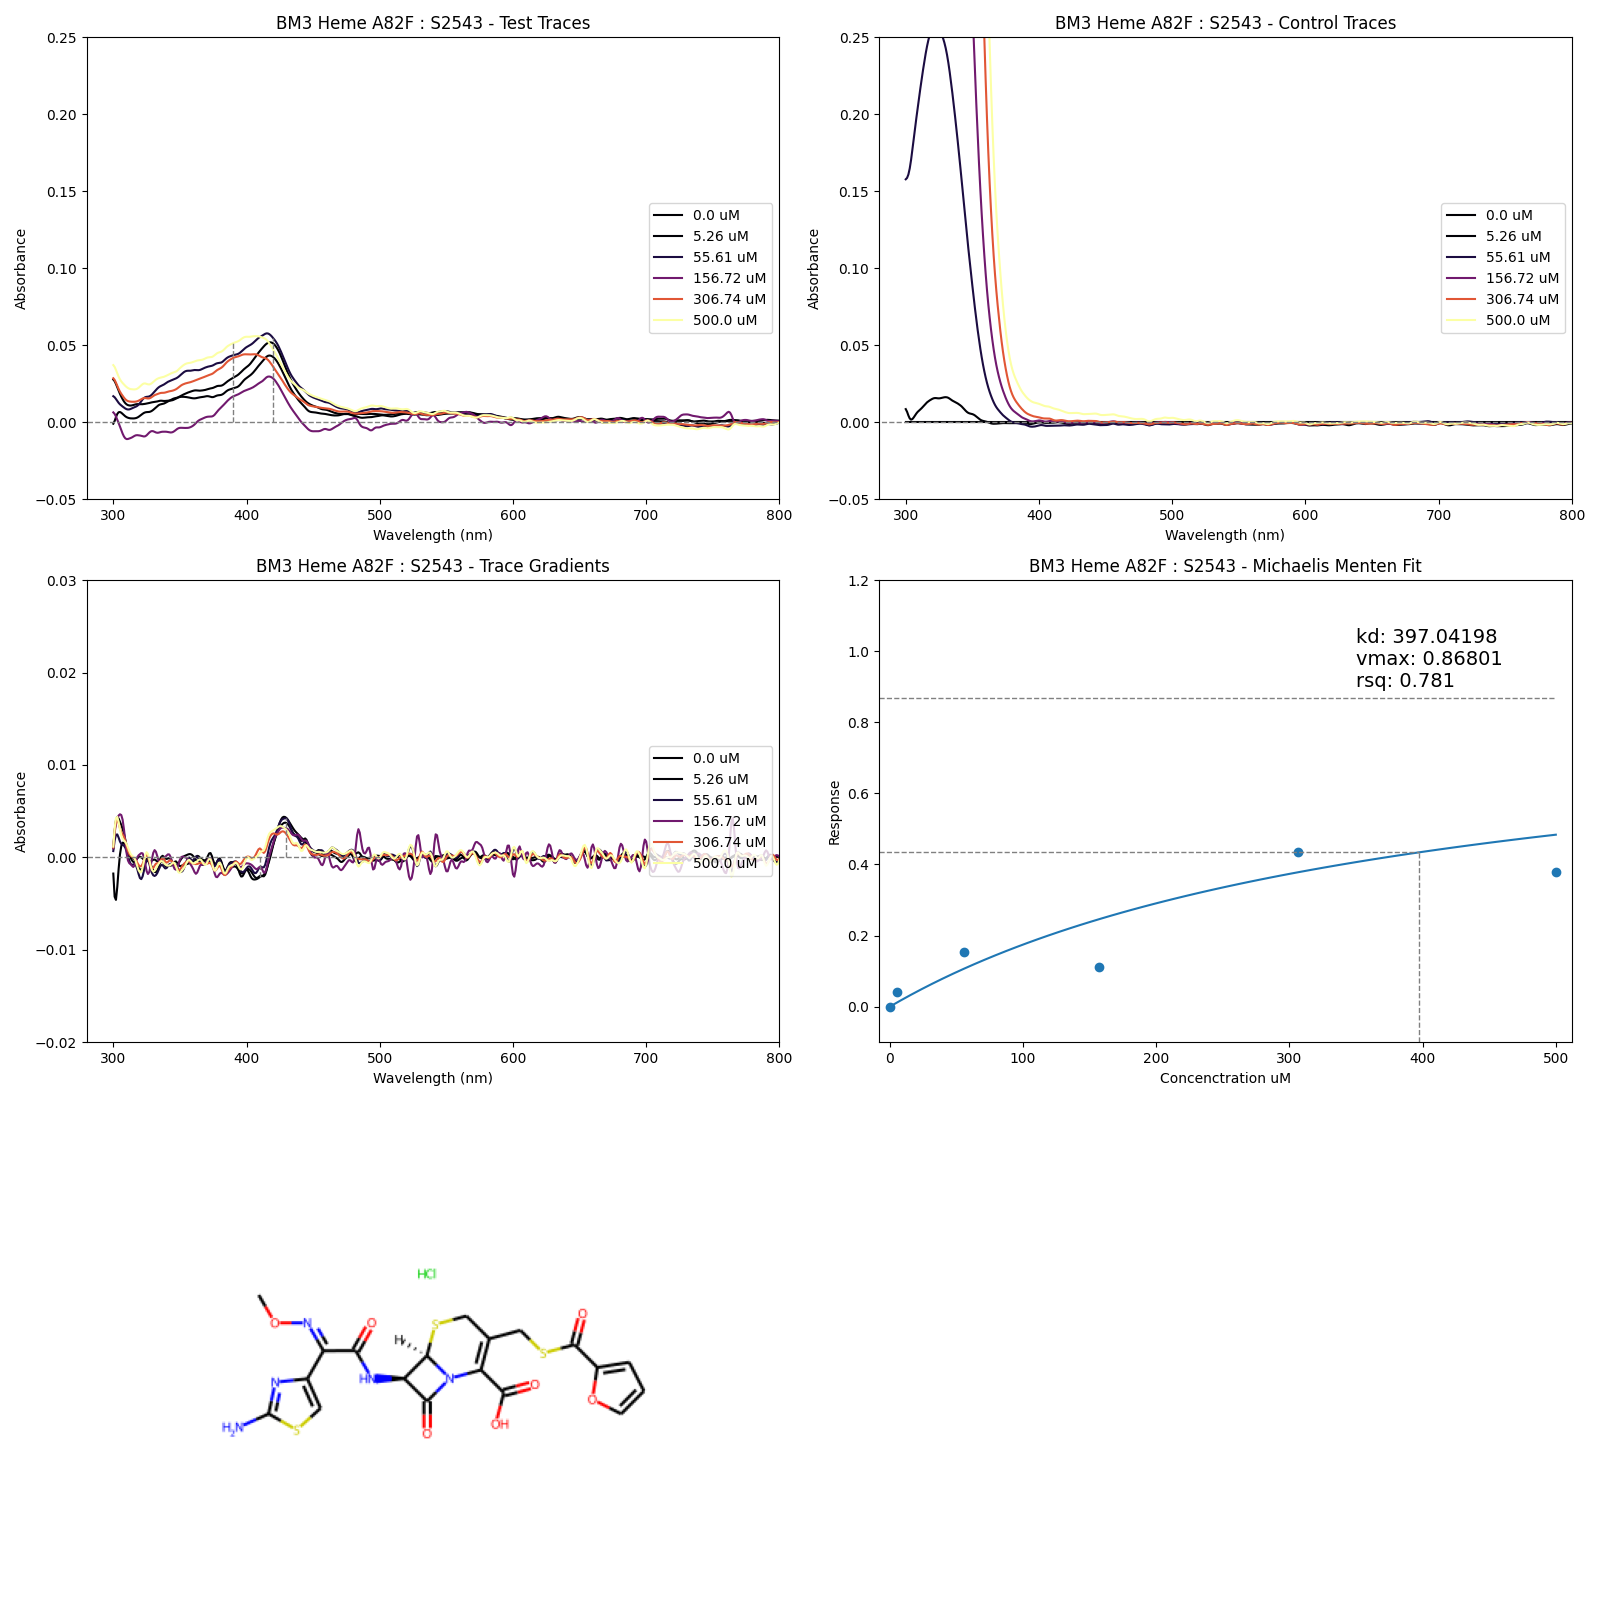 BM3 Heme A82F : S2543 - Test Traces
0.25
0.20
0.15
0.10
0.05
0.00
−0.05
Absorbance
300
400
500
600
700
800
Wavelength (nm)
0.0 uM
5.26 uM
55.61 uM
156.72 uM
306.74 uM
500.0 uM
BM3 Heme A82F : S2543 - Control Traces
0.25
0.20
0.15
0.10
0.05
0.00
−0.05
Absorbance
300
400
500
600
700
800
Wavelength (nm)
0.0 uM
5.26 uM
55.61 uM
156.72 uM
306.74 uM
500.0 uM
BM3 Heme A82F : S2543 - Trace Gradients
0.03
0.02
0.01
0.00
−0.01
−0.02
Absorbance
300
400
500
600
700
800
Wavelength (nm)
0.0 uM
5.26 uM
55.61 uM
156.72 uM
306.74 uM
500.0 uM
BM3 Heme A82F : S2543 - Michaelis Menten Fit
1.2
1.0
0.8
0.6
0.4
0.2
0.0
Response
kd: 397.04198
vmax: 0.86801
rsq: 0.781
0
100
200
300
400
500
Concenctration uM
HCl
O
N
O
H
S
O
N
HN
N
S
O
H₂N
S
O
OH
O